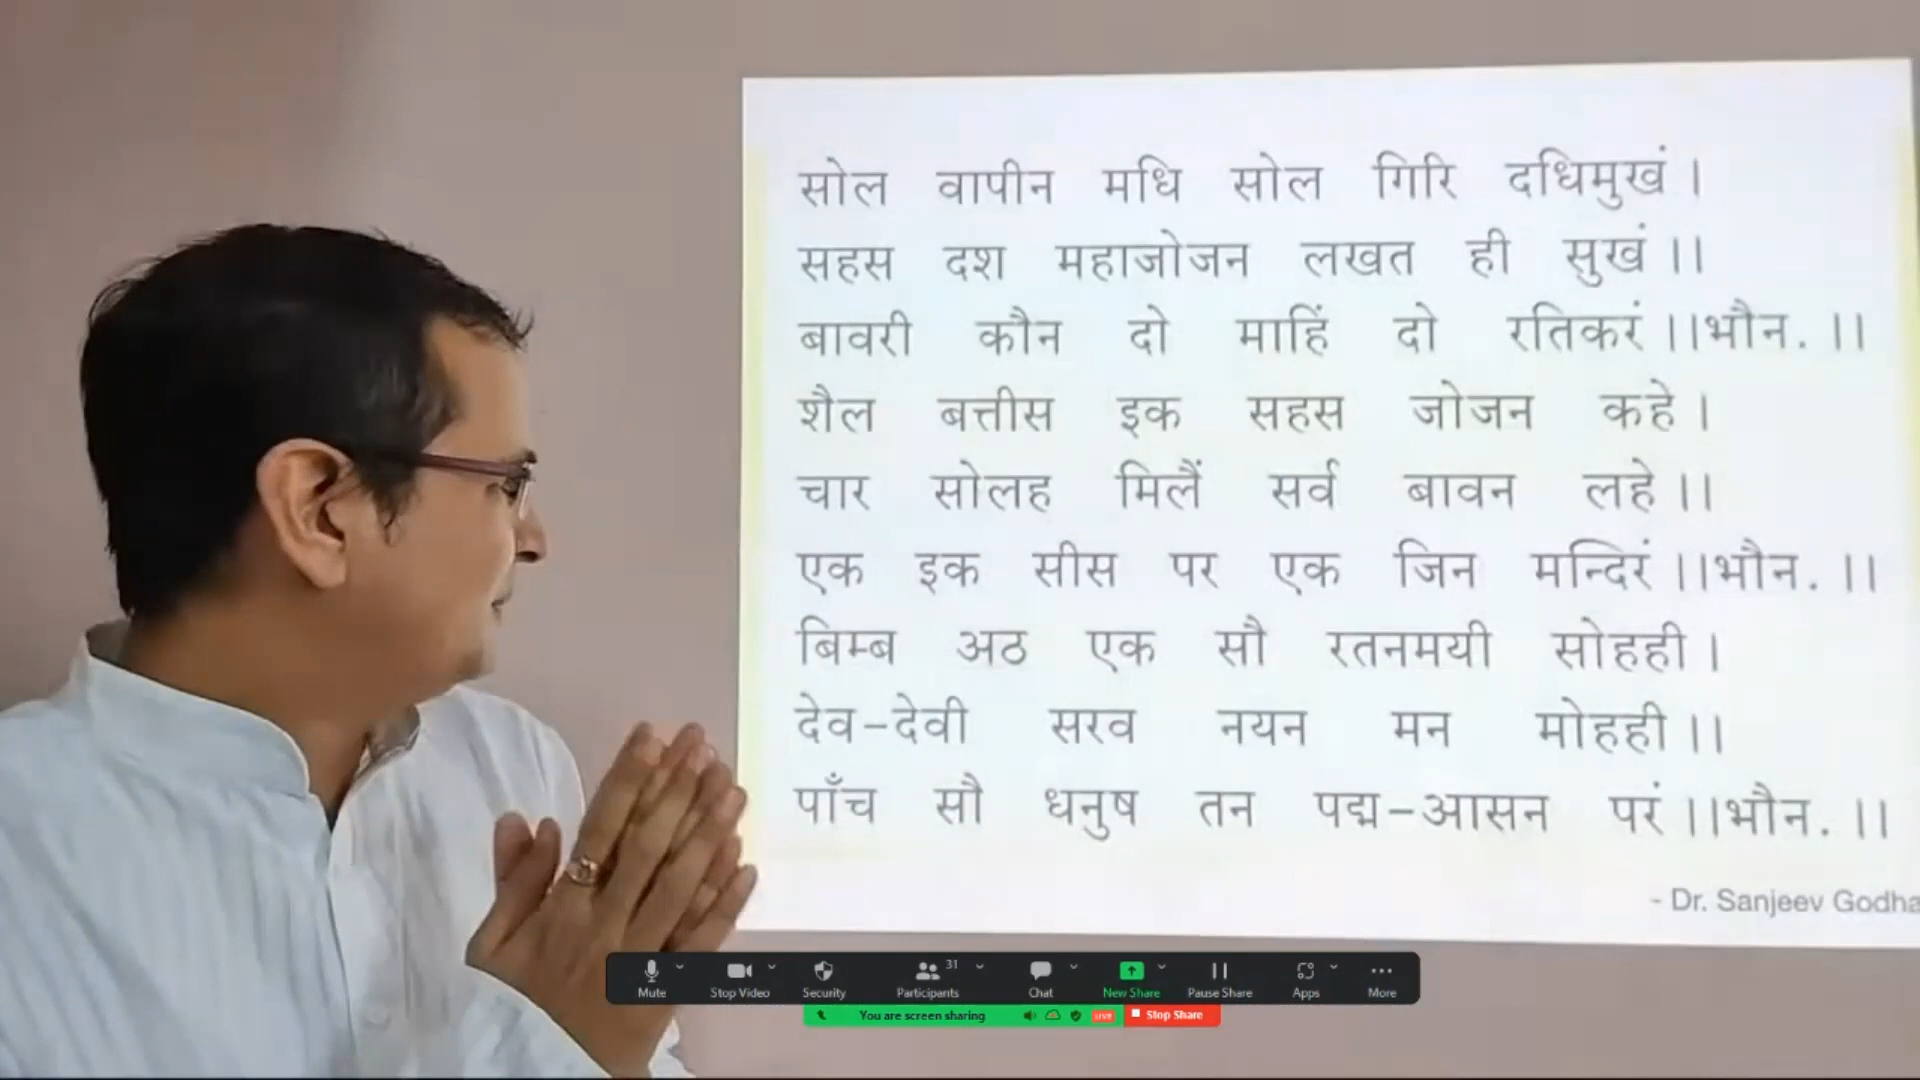 सोल वापीन मधि सोल गिरि दधिमुखं ।
सहस दश महाजोजन लखत ही सुखं ।।
बावरी कौन दो माहिं दो रतिकरं ।।भौन. ।।
शैल बत्तीस इक सहस जोजन कहे ।
चार सोलह मिलैं सर्व बावन लहे ।।
एक इक सीस पर एक जिन मन्दिरं ।।भौन. ।।
बिम्ब अठ एक सौ रतनमयी सोहही ।
देव-देवी सरव नयन मन मोहही ।।
पाँच सौ धनुष तन पद्म-आसन परं ।।भौन. ।।
- Dr. Sanjeev Godha
Mute Stop Video Security Participants 31 Chat New Share Pause Share Apps More
You are screen sharing LIVE Stop Share